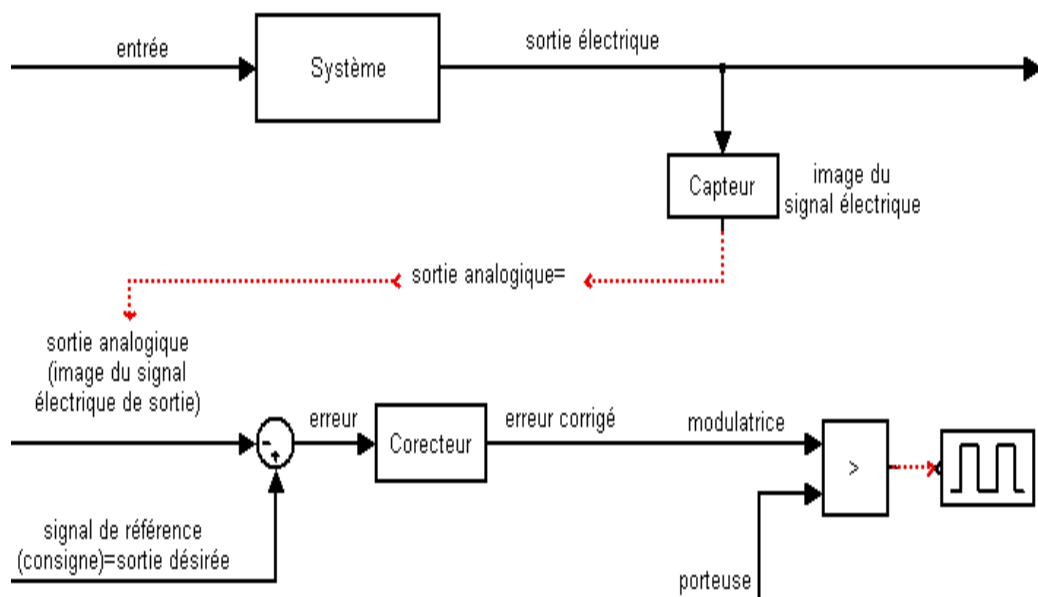 entrée
Système
sortie électrique
Capteur
image du
signal électrique
sortie analogique=
sortie analogique
(image du signal
électrique de sortie)
-
+
erreur
Corecteur
erreur corrigé
modulatrice
>
signal de référence
(consigne)=sortie désirée
porteuse